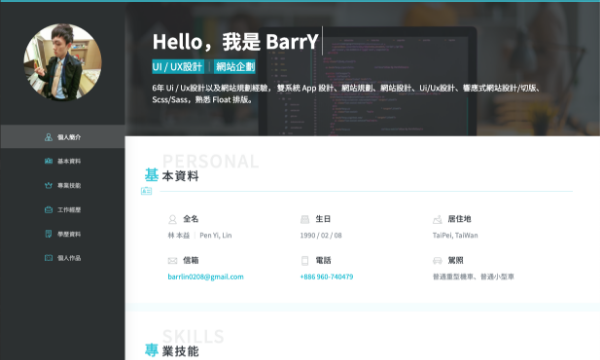 Hello，我是 BarrY
UI / UX設計 | 網站企劃
6年 Ui / Ux設計以及網站規劃經驗， 雙系統 App 設計、網站規劃、網站設計、Ui/Ux設計、響應式網站設計/切版、
Scss/Sass，熟悉 Float 排版。
個人簡介
基本資料
專業技能
工作經歷
學歷資料
個人作品
PERSONAL
基本資料
全名
生日
居住地
Pen Yi, Lin
1990 / 02 / 08
TaiPei, TaiWan
信箱
電話
駕照
barrlin0208@gmail.com
+886 960-740479
普通重型機車、普通小型車
SKILLS
專業技能